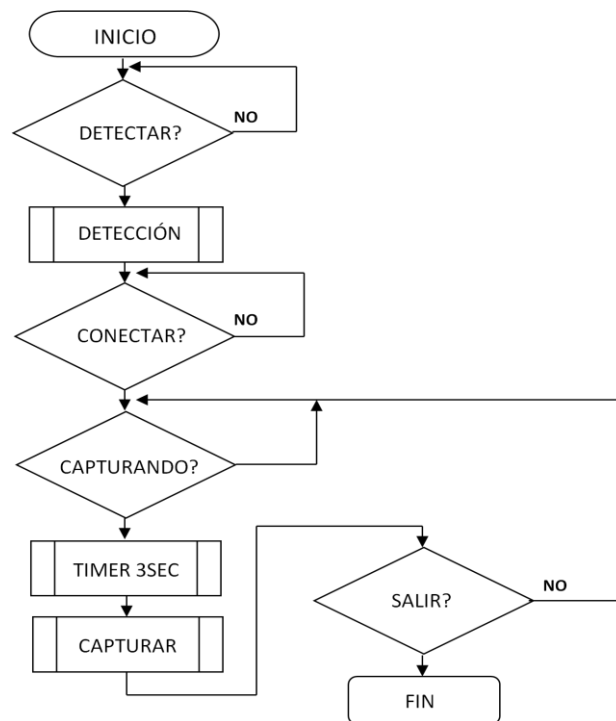 INICIO
DETECTAR?
NO
DETECCIÓN
CONECTAR?
NO
CAPTURANDO?
TIMER 3SEC
CAPTURAR
SALIR?
NO
FIN